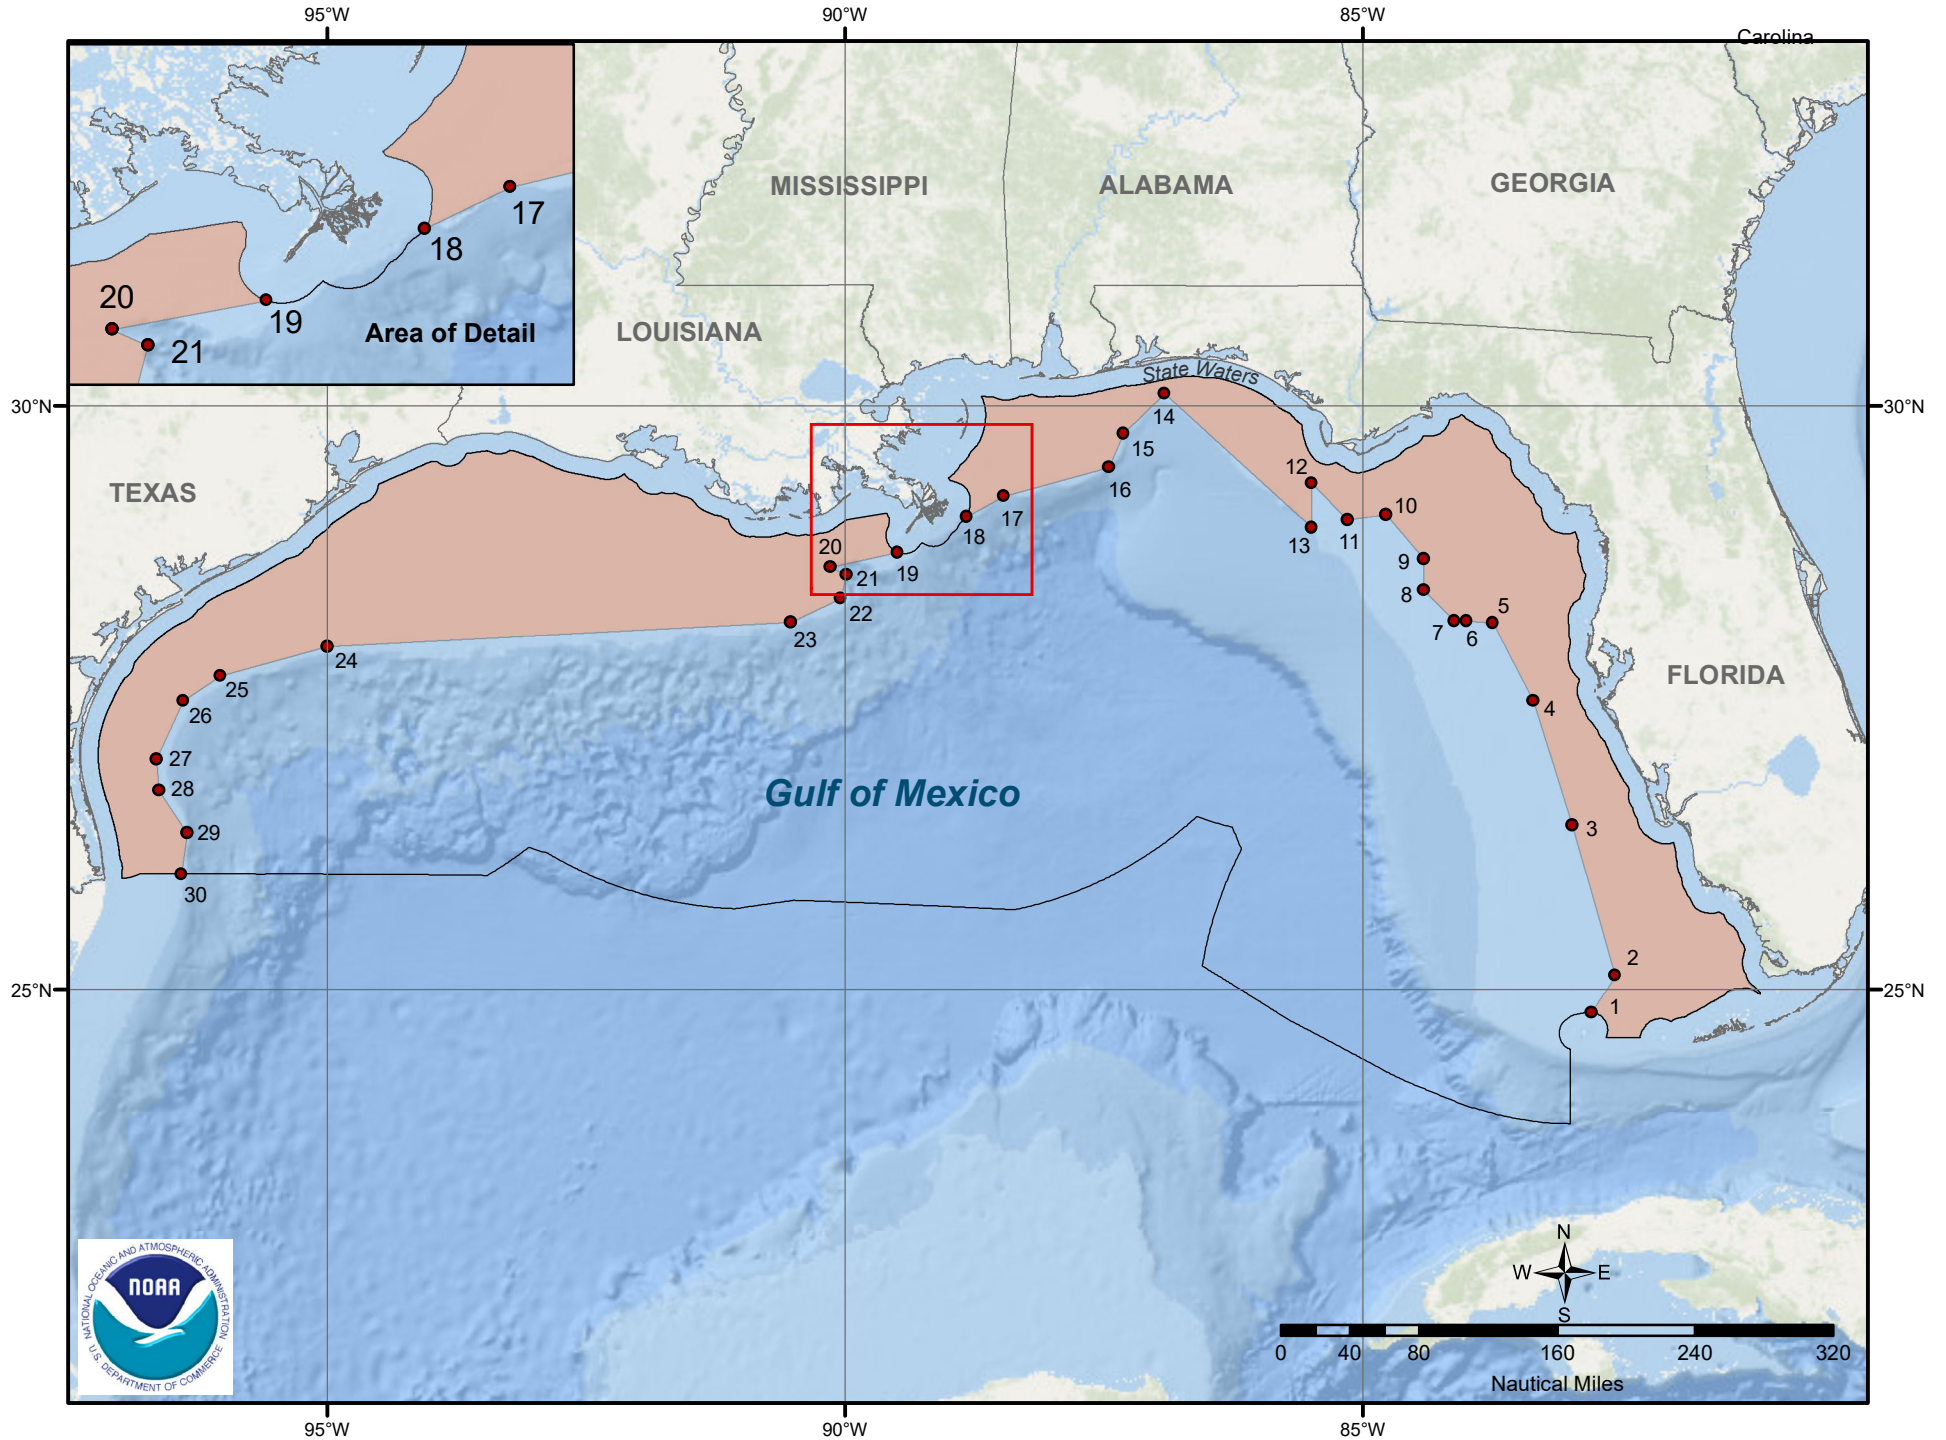 95°W
90°W
85°W
Carolina
MISSISSIPPI
ALABAMA
GEORGIA
17
18
20
19
21
Area of Detail
LOUISIANA
State Waters
30°N
30°N
14
15
12
16
10
TEXAS
17
18
13
11
20
19
9
21
8
22
5
23
7
6
24
FLORIDA
25
4
26
27
28
Gulf of Mexico
3
29
30
2
25°N
25°N
1
N
W
E
S
NATIONAL OCEANIC AND ATMOSPHERIC ADMINISTRATION
NOAA
U.S. DEPARTMENT OF COMMERCE
0
40
80
160
240
320
Nautical Miles
95°W
90°W
85°W